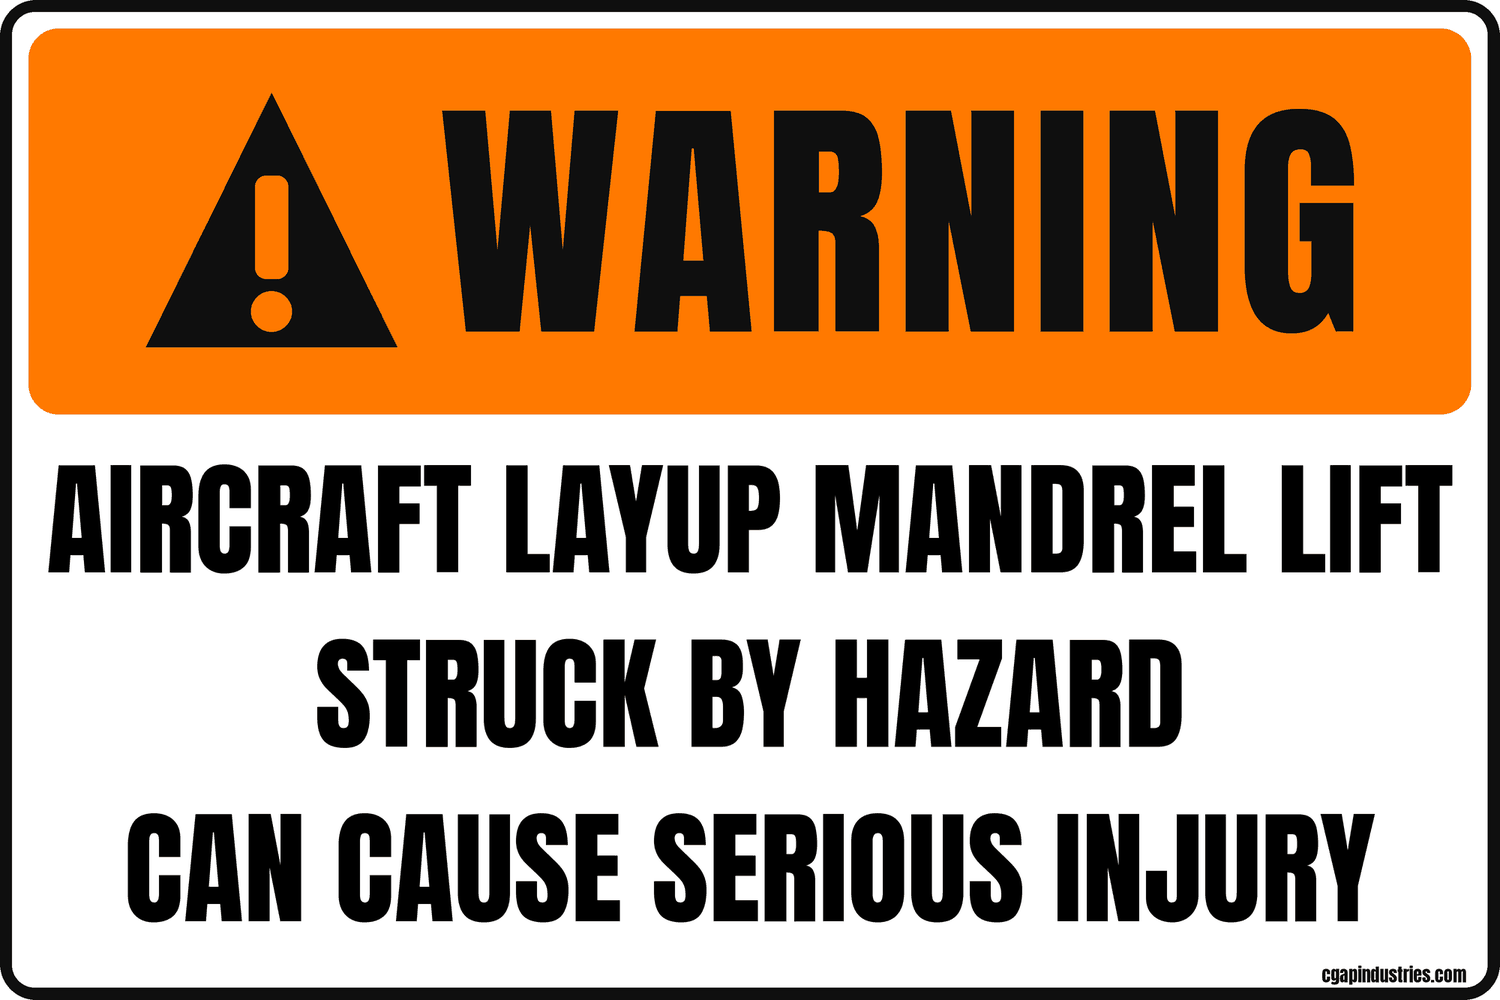 WARNING
AIRCRAFT LAYUP MANDREL LIFT
STRUCK BY HAZARD
CAN CAUSE SERIOUS INJURY
cgapindustries.com